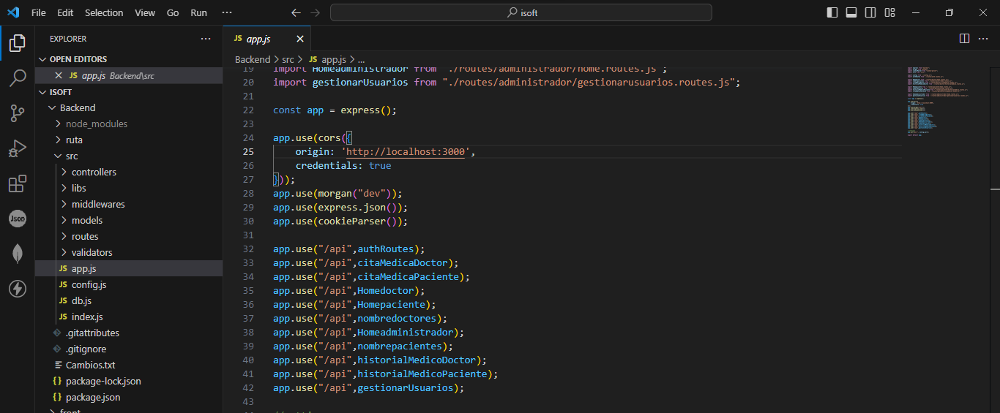 File Edit Selection View Go Run ··· isoft
EXPLORER ···
OPEN EDITORS
JS app.js Backend\src
ISOFT
Backend
node_modules
ruta
src
controllers
libs
middlewares
models
routes
validators
JS app.js
JS config.js
JS db.js
JS index.js
.gitattributes
.gitignore
Cambios.txt
{} package-lock.json
{} package.json
front
Json
JS app.js
Backend > src > JS app.js > ...
19 import Homeadministrador from "./routes/administrador/home.routes.js";
20 import gestionarUsuarios from "./routes/administrador/gestionarusuarios.routes.js";
21
22 const app = express();
23
24 app.use(cors({
25 origin: 'http://localhost:3000',
26 credentials: true
27 }));
28 app.use(morgan("dev"));
29 app.use(express.json());
30 app.use(cookieParser());
31
32 app.use("/api",authRoutes);
33 app.use("/api",citaMedicaDoctor);
34 app.use("/api",citaMedicaPaciente);
35 app.use("/api",Homedoctor);
36 app.use("/api",Homepaciente);
37 app.use("/api",nombredoctores);
38 app.use("/api",Homeadministrador);
39 app.use("/api",nombrepacientes);
40 app.use("/api",historialMedicoDoctor);
41 app.use("/api",historialMedicoPaciente);
42 app.use("/api",gestionarUsuarios);
43